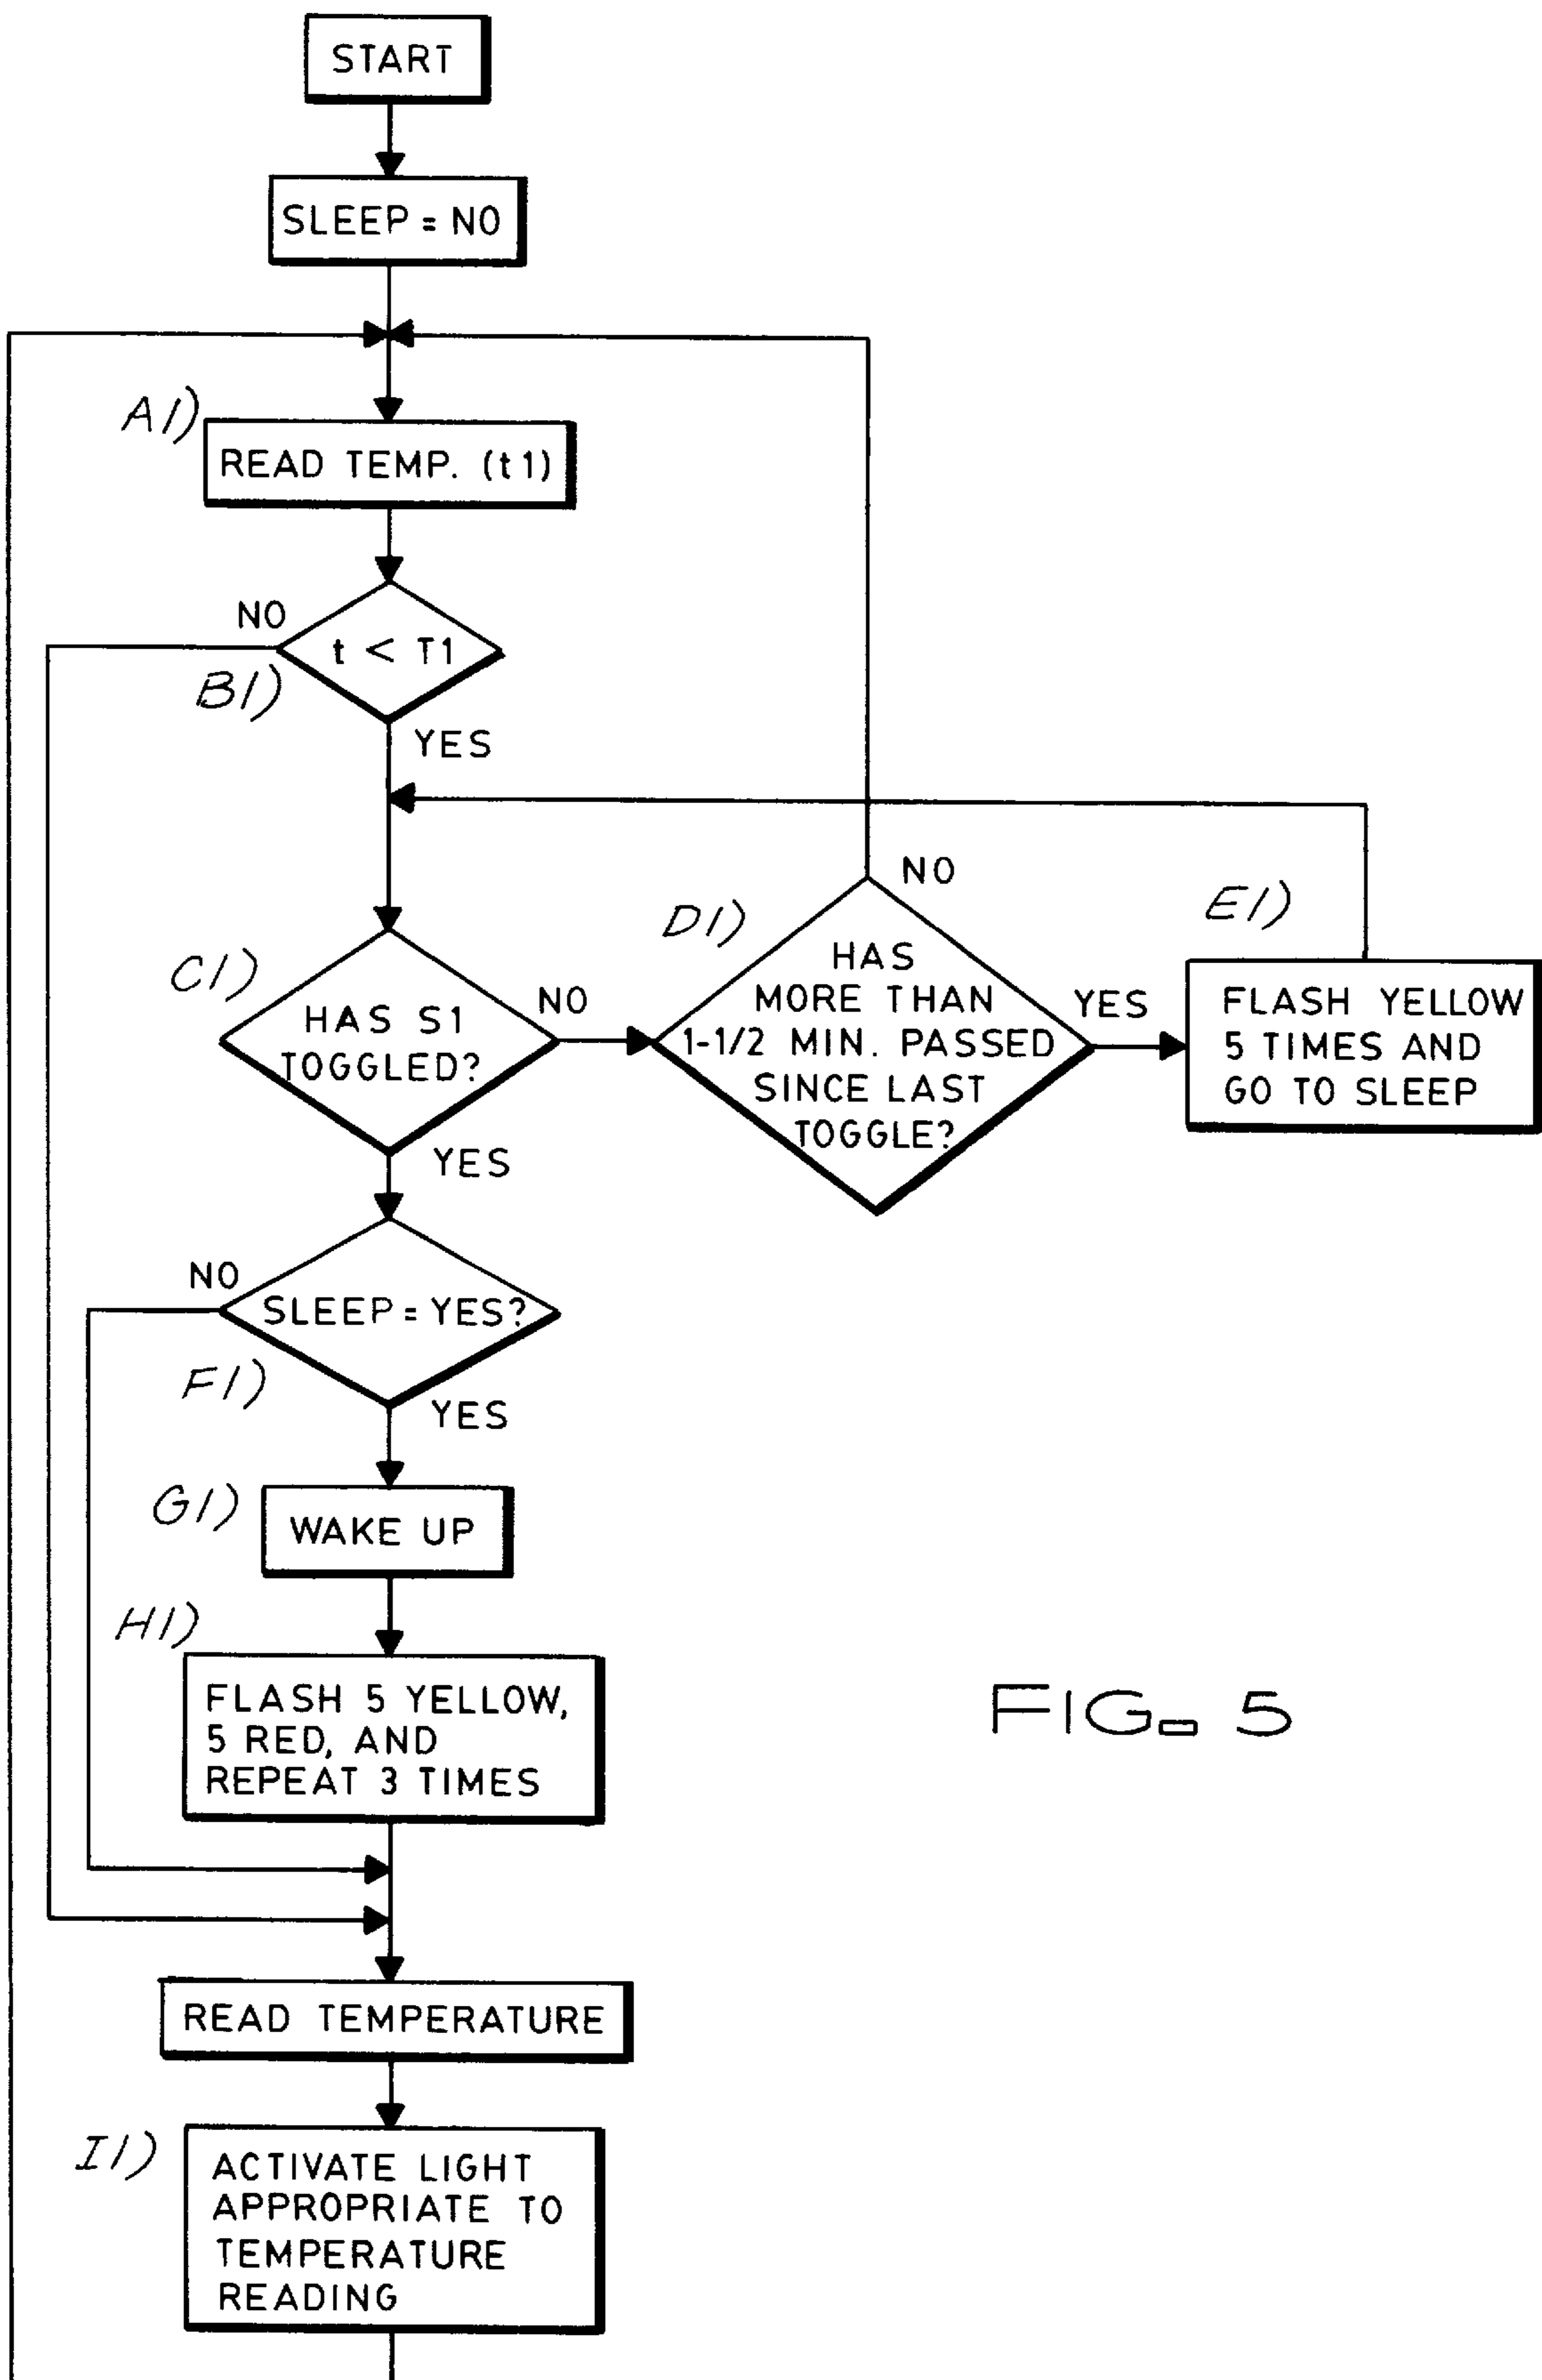 START
SLEEP = NO
A1)
READ TEMP. (t1)
NO
t < T1
B1)
YES
NO
D1)
E1)
C1)
HAS S1
TOGGLED?
NO
HAS
MORE THAN
1-1/2 MIN. PASSED
SINCE LAST
TOGGLE?
YES
FLASH YELLOW
5 TIMES AND
GO TO SLEEP
YES
NO
SLEEP = YES?
F1)
YES
G1)
WAKE UP
H1)
FLASH 5 YELLOW,
5 RED, AND
REPEAT 3 TIMES
FIG. 5
READ TEMPERATURE
I1)
ACTIVATE LIGHT
APPROPRIATE TO
TEMPERATURE
READING